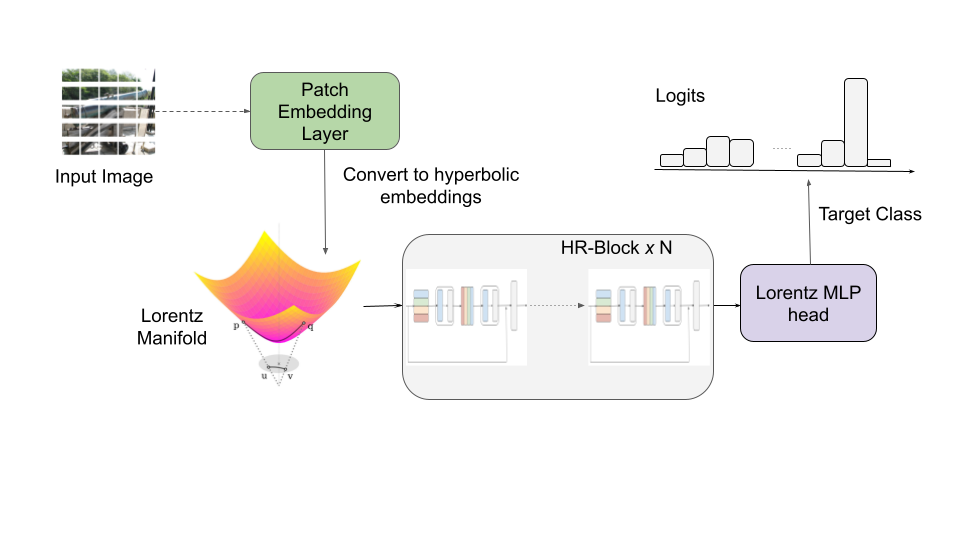 Input Image
Patch
Embedding
Layer
Convert to hyperbolic
embeddings
Lorentz
Manifold
p
q
u
v
HR-Block x N
Lorentz MLP
head
Target Class
Logits